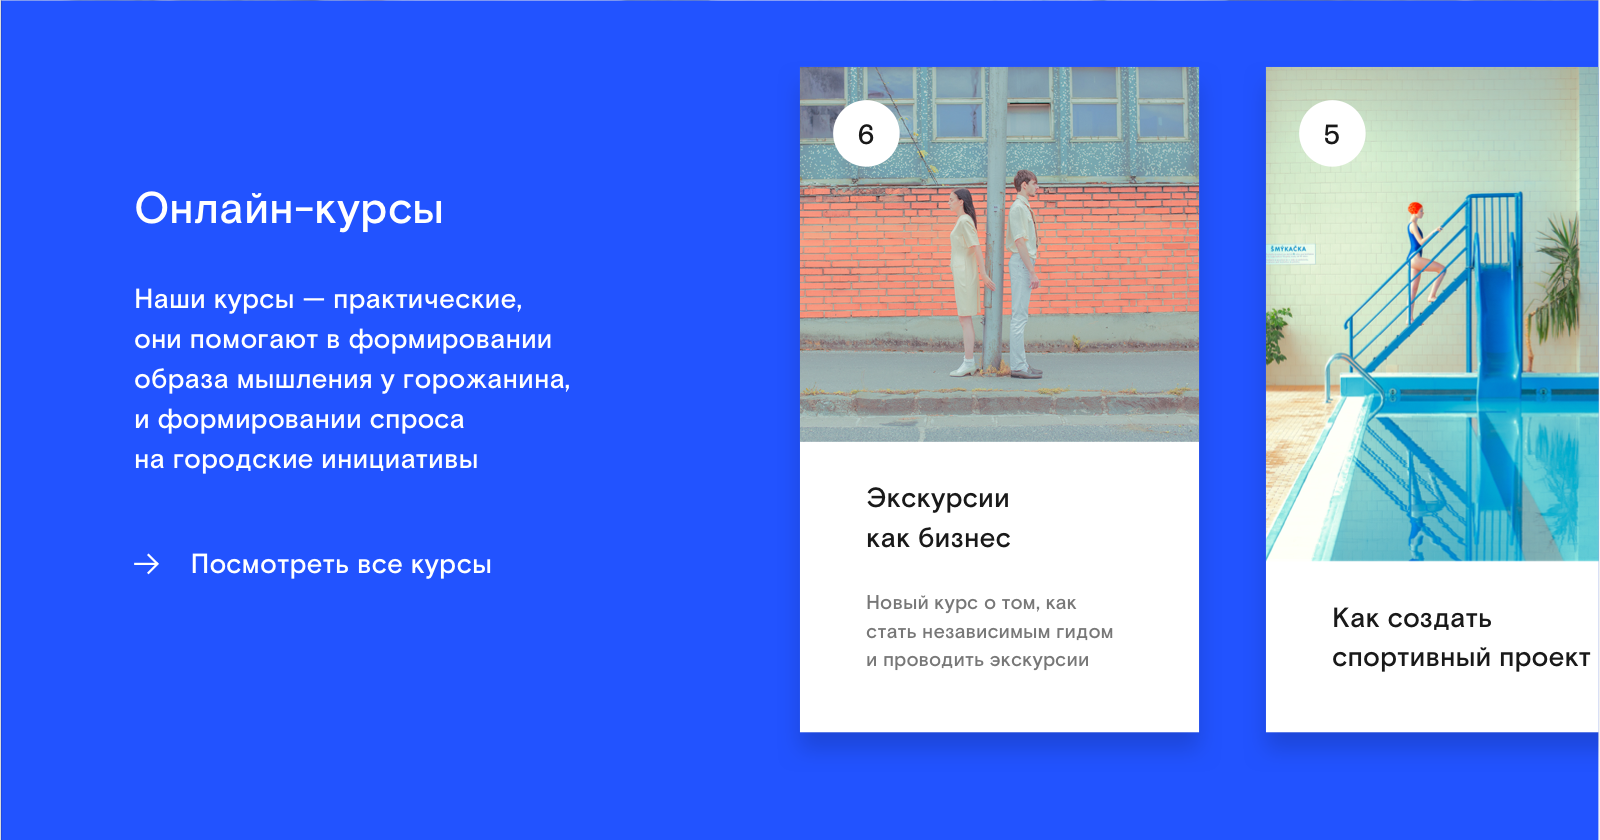 Онлайн-курсы
Наши курсы — практические,
они помогают в формировании
образа мышления у горожанина,
и формировании спроса
на городские инициативы
Посмотреть все курсы
6
Экскурсии
как бизнес
Новый курс о том, как
стать независимым гидом
и проводить экскурсии
5
ŠMÝKAČKA
Как создать
спортивный проект